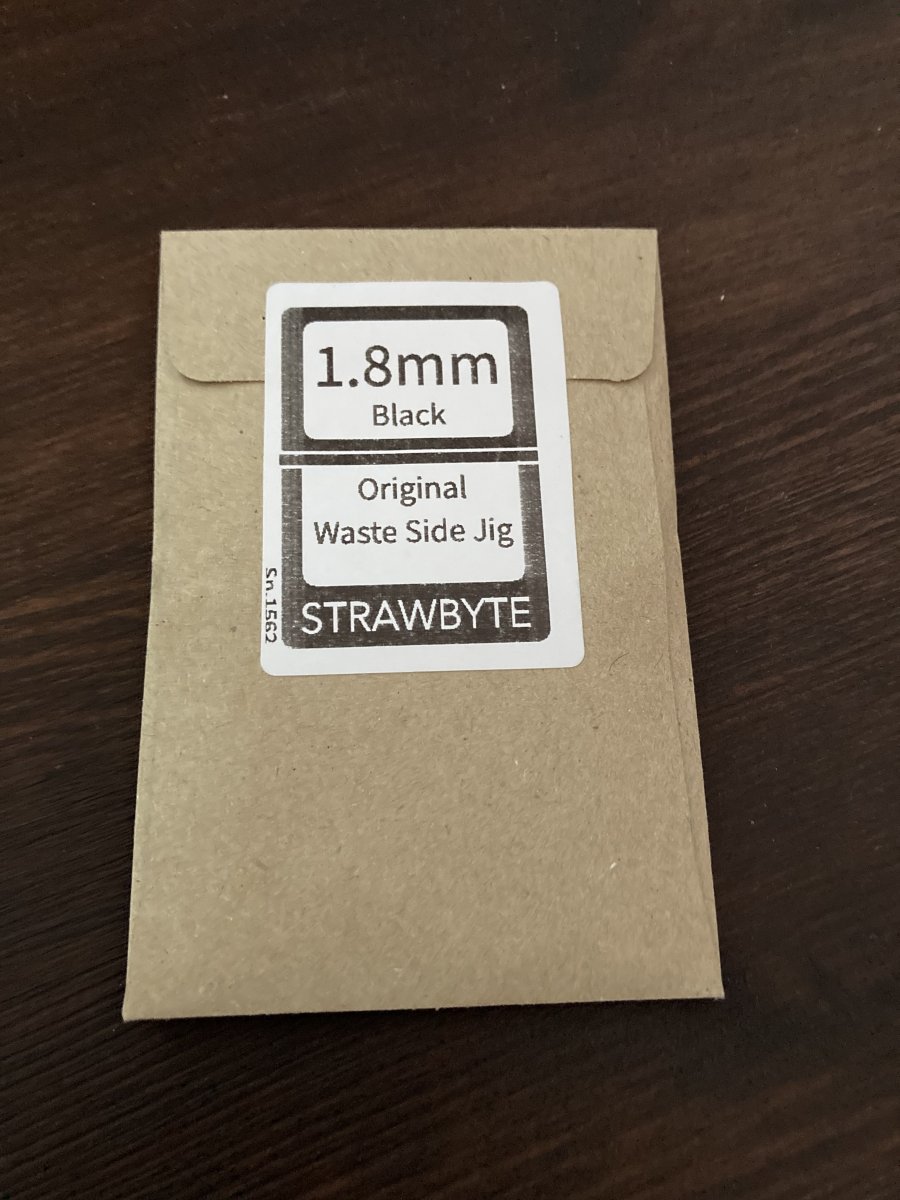 1.8mm
Black
Original
Waste Side Jig
STRAWBYTE
Sn.1562